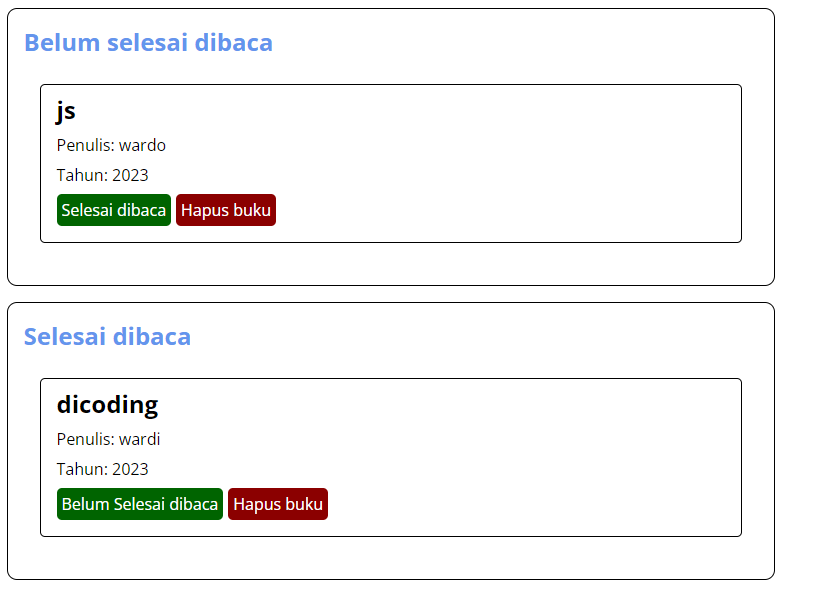 Belum selesai dibaca
js
Penulis: wardo
Tahun: 2023
Selesai dibaca Hapus buku
Selesai dibaca
dicoding
Penulis: wardi
Tahun: 2023
Belum Selesai dibaca Hapus buku